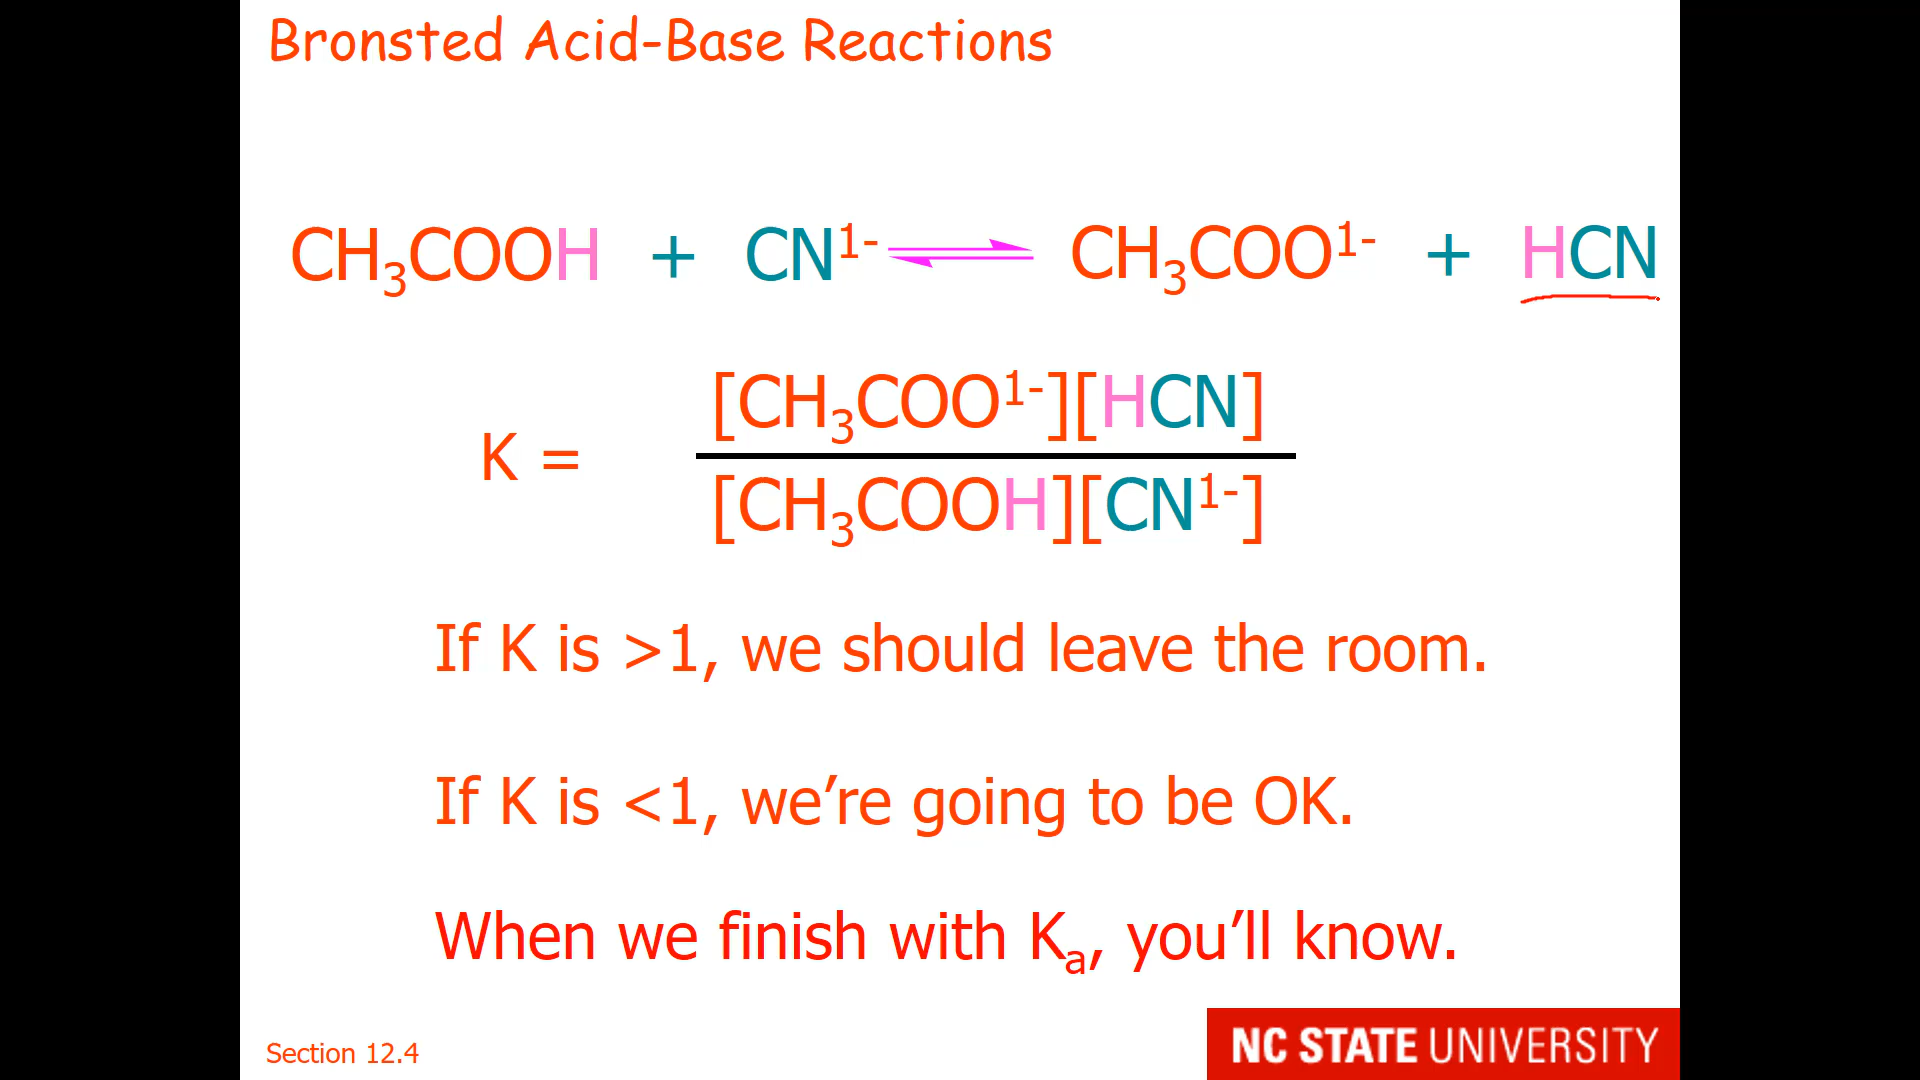 Bronsted Acid-Base Reactions
CH₃COOH + CN¹⁻ ⇌ CH₃COO¹⁻ + HCN
[CH₃COO¹⁻][HCN]
K =
[CH₃COOH][CN¹⁻]
If K is >1, we should leave the room.
If K is <1, we’re going to be OK.
When we finish with Kₐ, you’ll know.
Section 12.4
NC STATE UNIVERSITY